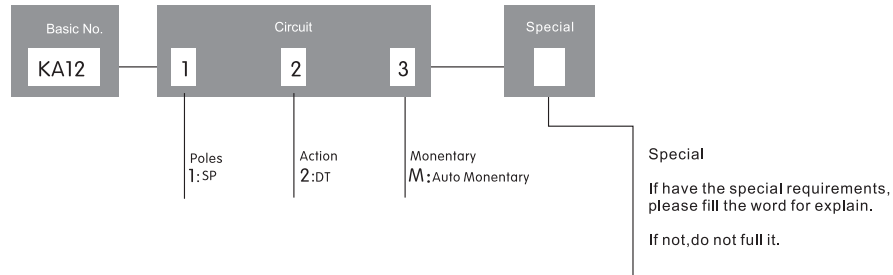 Basic No.
Circuit
Special
KA12
1
2
3
Poles
1:SP
Action
2:DT
Monentary
M:Auto Monentary
Special
If have the special requirements,
please fill the word for explain.
If not,do not full it.